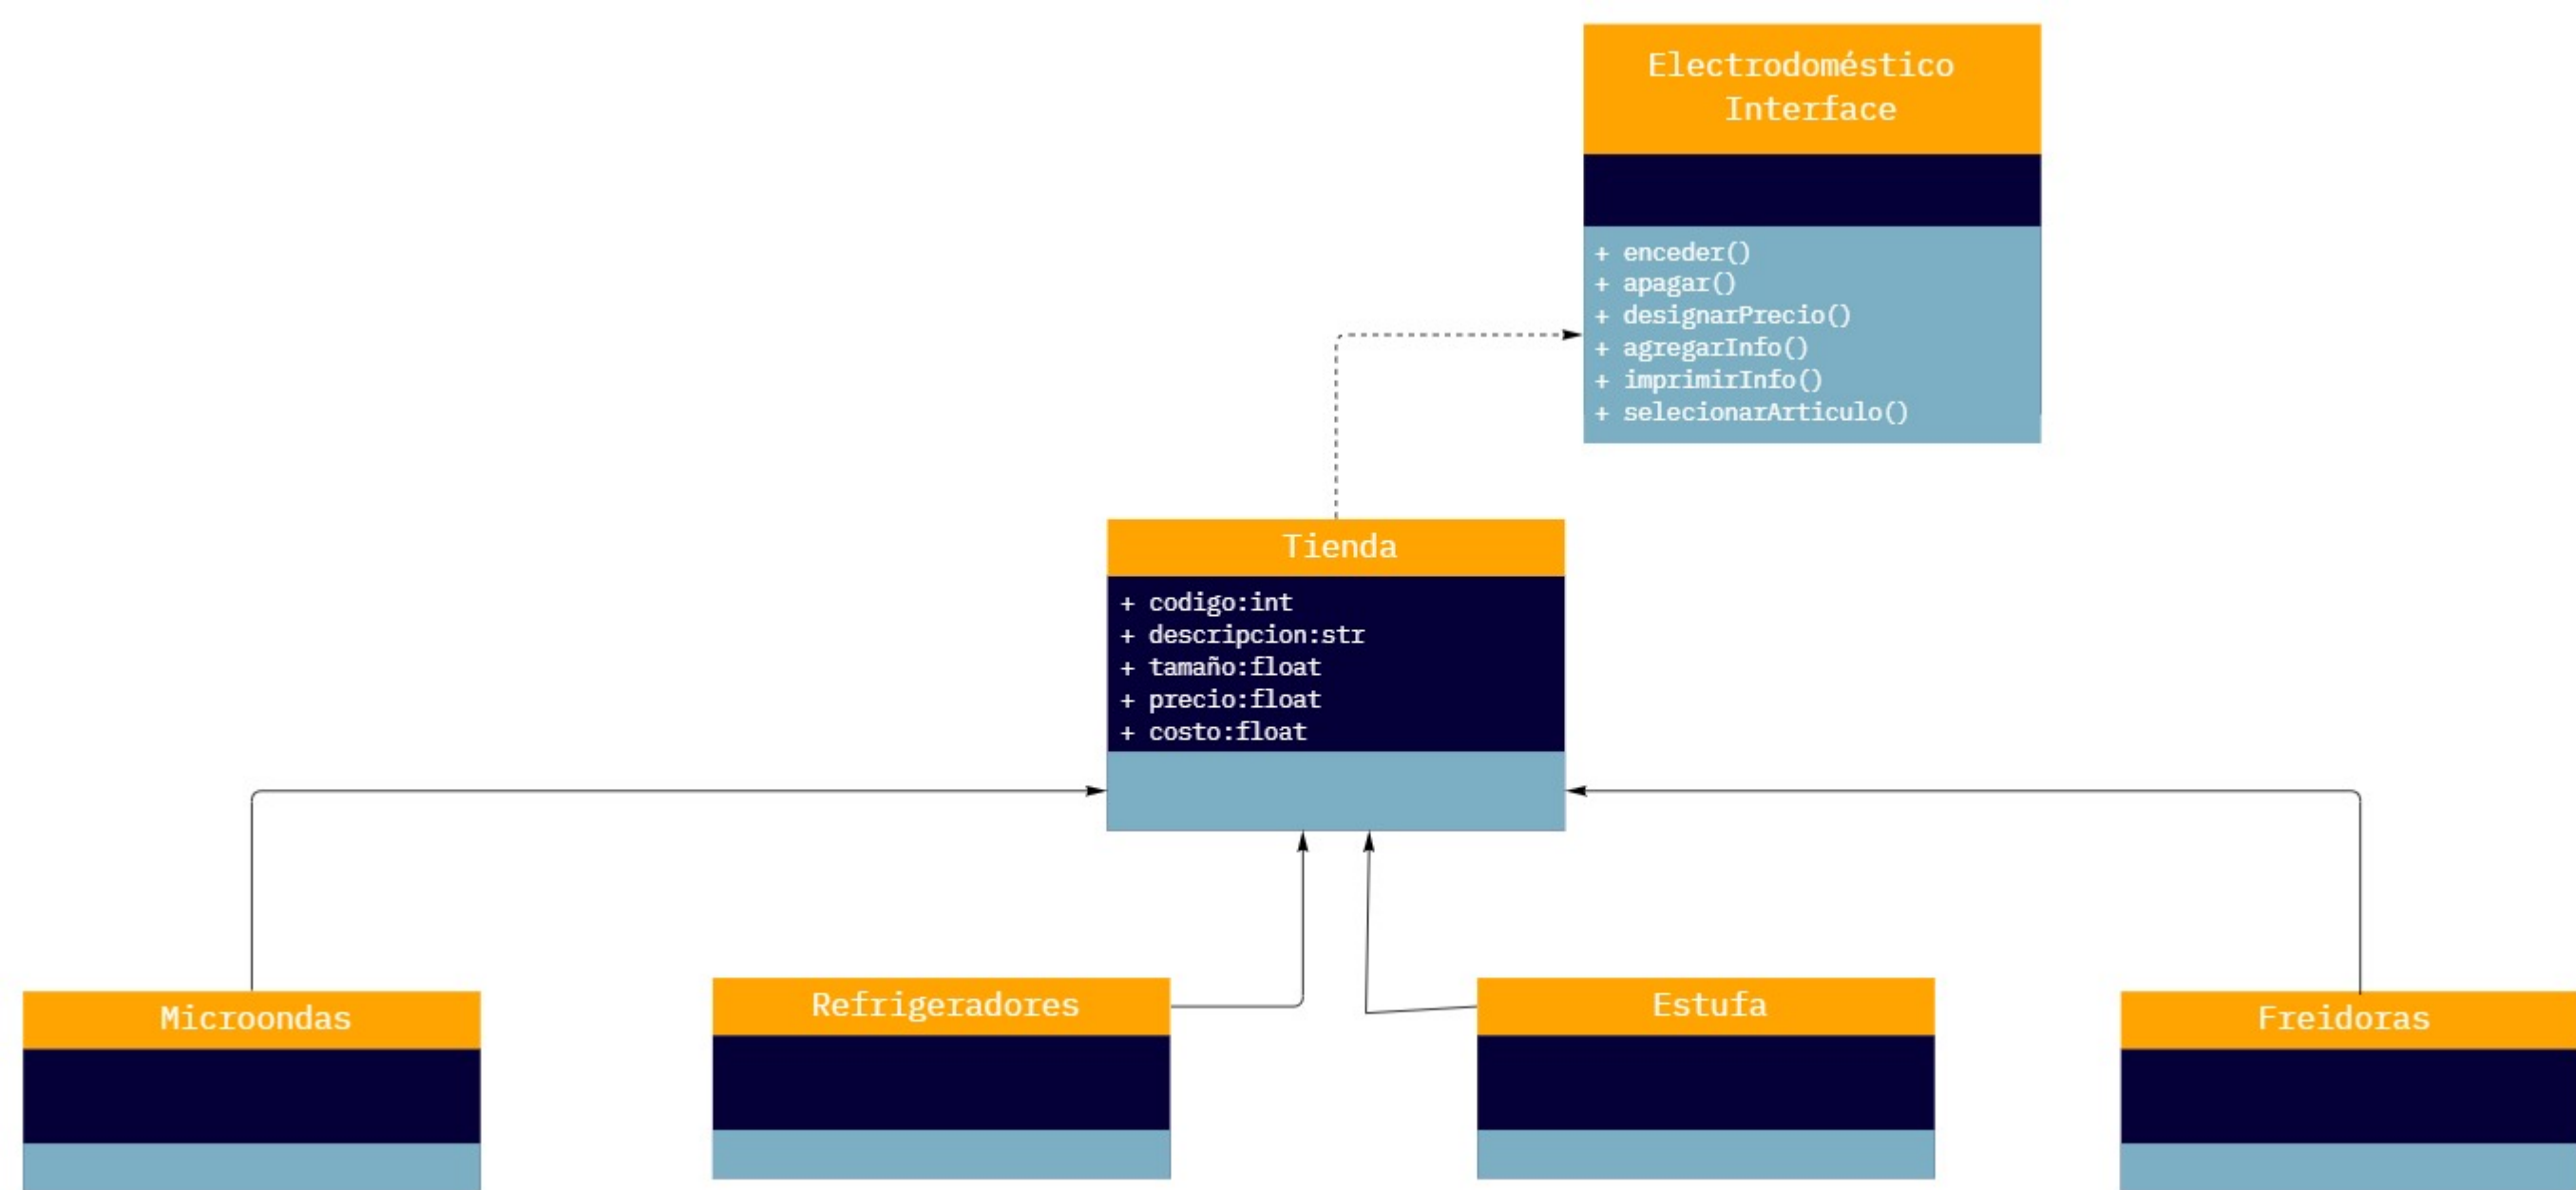 Electrodoméstico
Interface
+ enceder()
+ apagar()
+ designarPrecio()
+ agregarInfo()
+ imprimirInfo()
+ selecionarArticulo()
Tienda
+ codigo:int
+ descripcion:str
+ tamaño:float
+ precio:float
+ costo:float
Microondas
Refrigeradores
Estufa
Freidoras